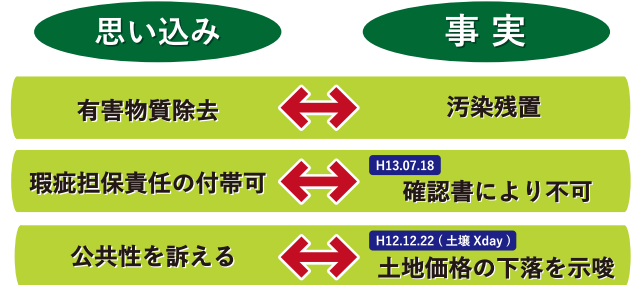 思い込み
事 実
有害物質除去
汚染残置
瑕疵担保責任の付帯可
H13.07.18
確認書により不可
公共性を訴える
H12.12.22 ( 土壌 Xday )
土地価格の下落を示唆